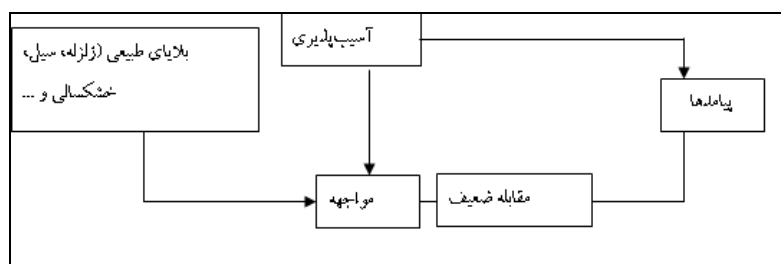 آسیب‌پذیری
بلایای طبیعی (زلزله، سیل،
خشکسالی و ...
پیامدها
مواجهه
مقابله ضعیف